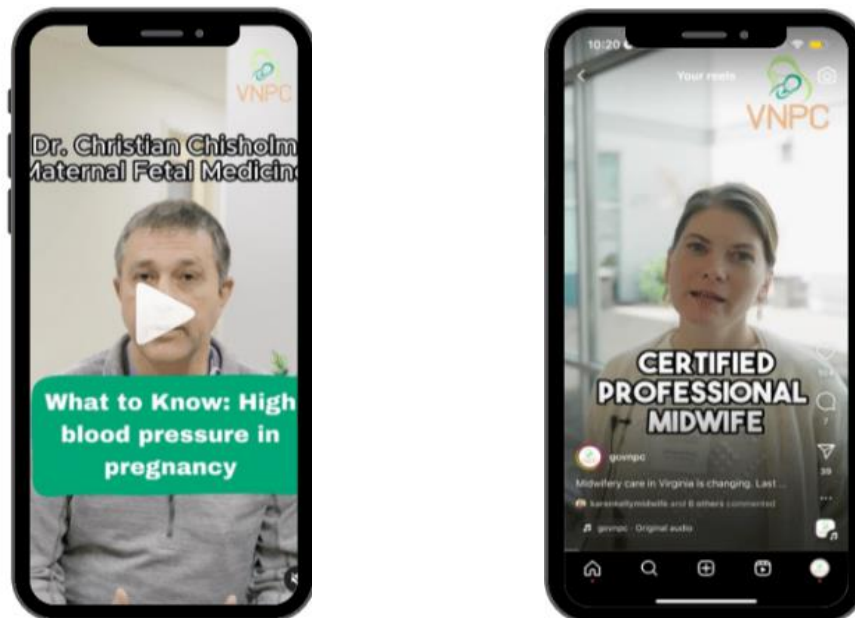 VNPC
Dr. Christian Chisholm
Maternal Fetal Medicine
What to Know: High
blood pressure in
pregnancy
10:20
Your reels
VNPC
CERTIFIED
PROFESSIONAL
MIDWIFE
7
39
govnpc
Midwifery care in Virginia is changing. Last ...
karenkellymidwife and 6 others commented
govnpc · Original audio